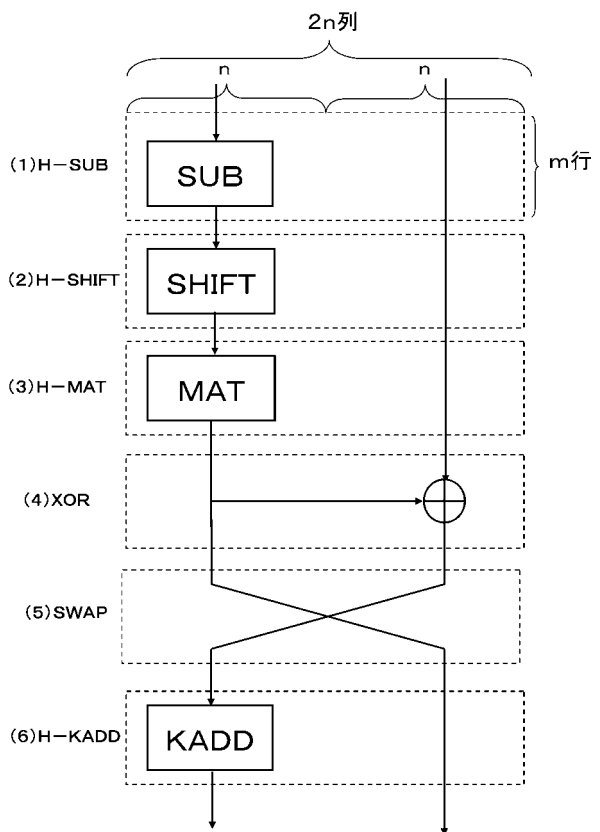 2n列
n
n
(1)H-SUB
SUB
m行
(2)H-SHIFT
SHIFT
(3)H-MAT
MAT
(4)XOR
(5)SWAP
(6)H-KADD
KADD